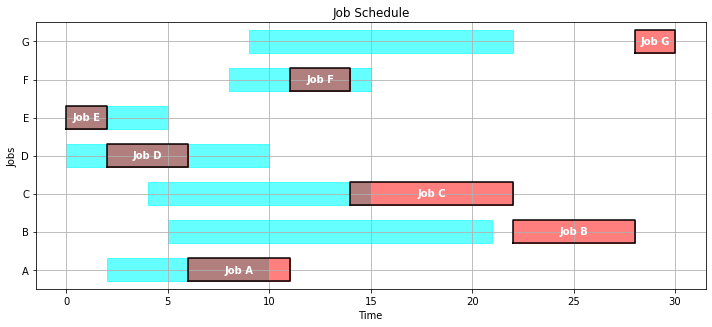 Job Schedule
G
Job G
F
Job F
E
Job E
D
Job D
Jobs
C
Job C
B
Job B
A
Job A
0 5 10 15 20 25 30
Time